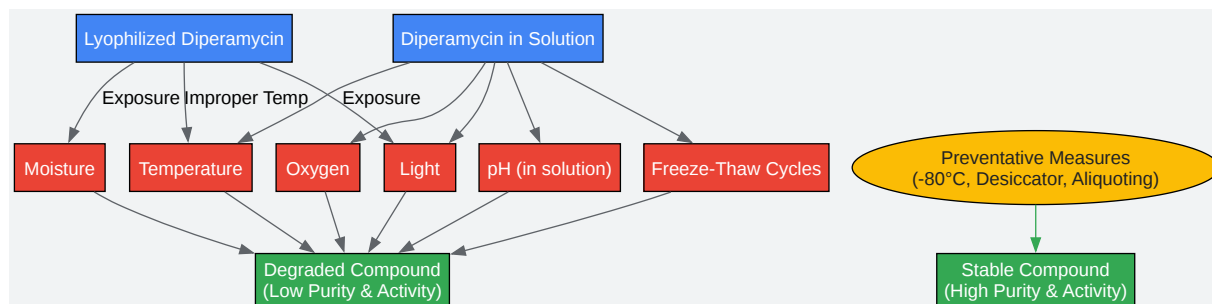 Lyophilized Diperamycin
Diperamycin in Solution
Exposure
Improper Temp
Exposure
Moisture
Temperature
Oxygen
Light
pH (in solution)
Freeze-Thaw Cycles
Preventative Measures
(-80°C, Desiccator, Aliquoting)
Degraded Compound
(Low Purity & Activity)
Stable Compound
(High Purity & Activity)